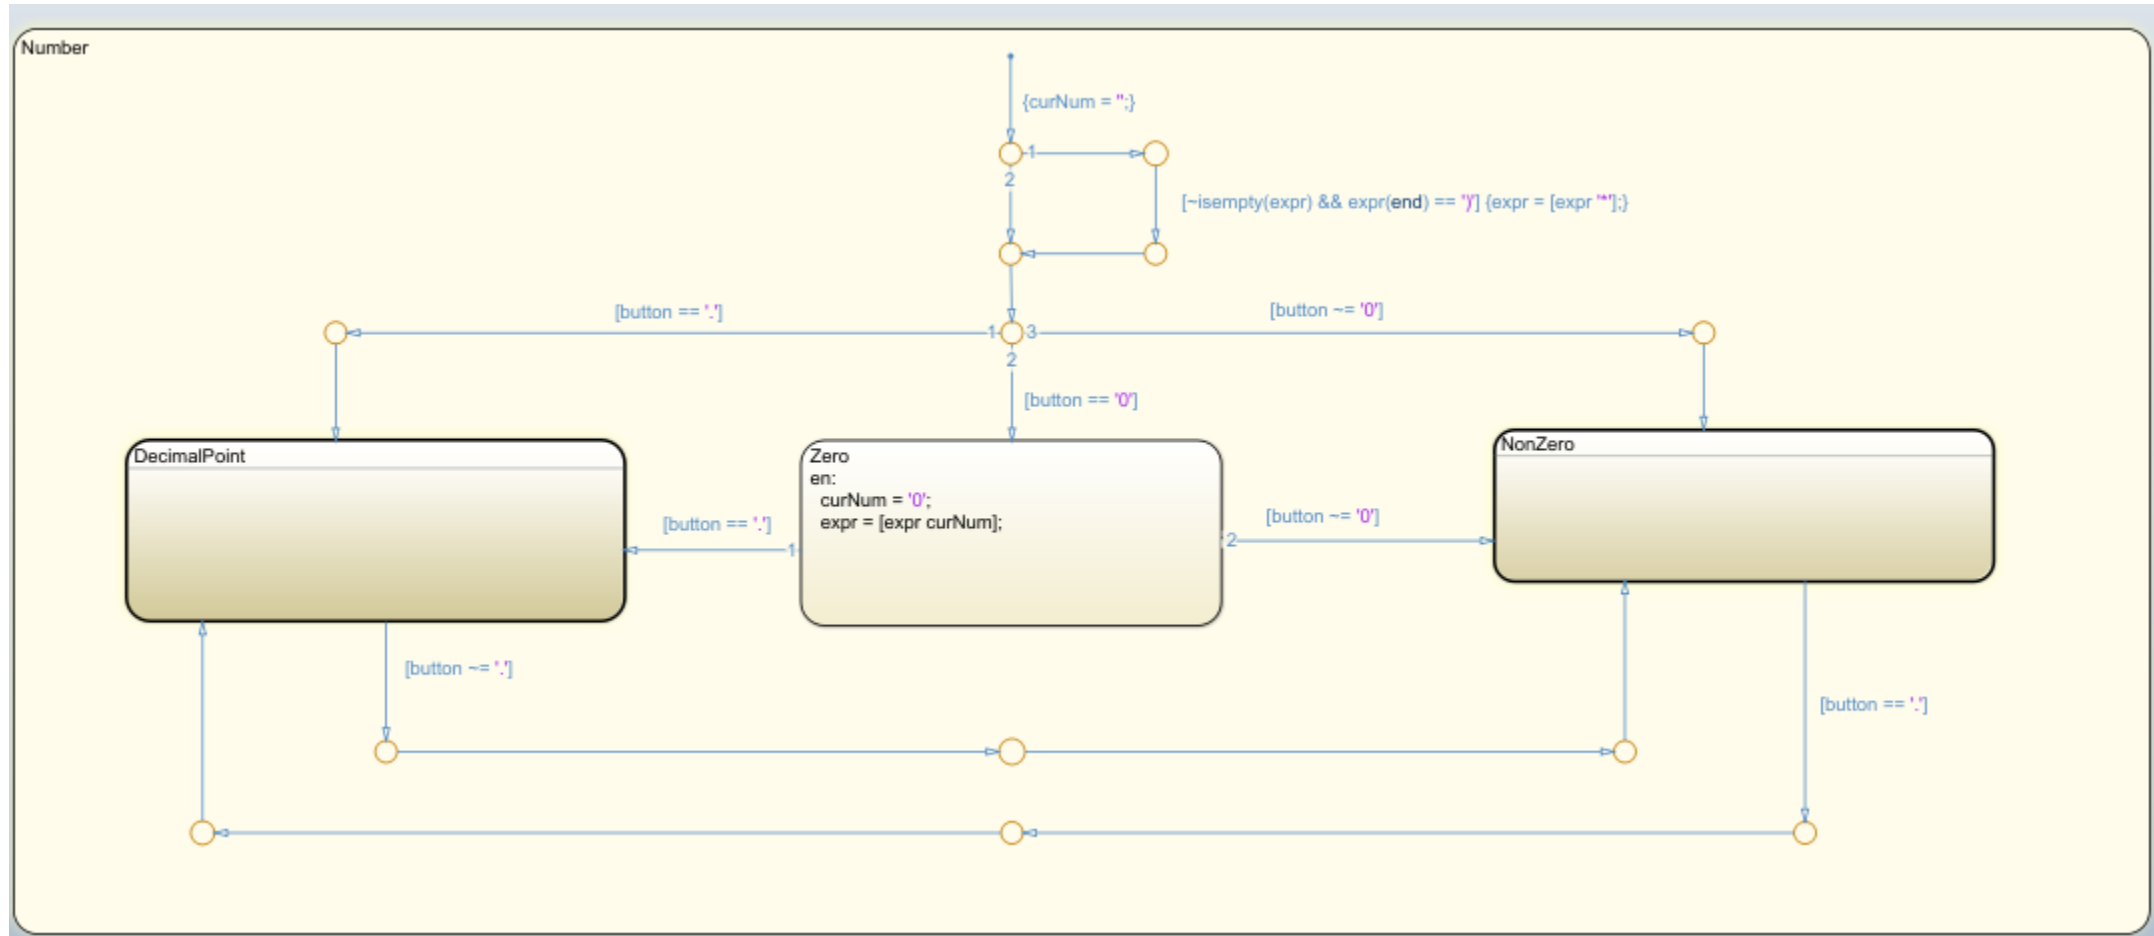 Number
{curNum = '';}
1
2
[~isempty(expr) && expr(end) == ')'] {expr = [expr '*'];}
[button == '.']
[button ~= '0']
1
3
2
[button == '0']
DecimalPoint
Zero
en:
curNum = '0';
expr = [expr curNum];
NonZero
[button == '.']
1
[button ~= '0']
2
[button ~= '.']
[button == '.']